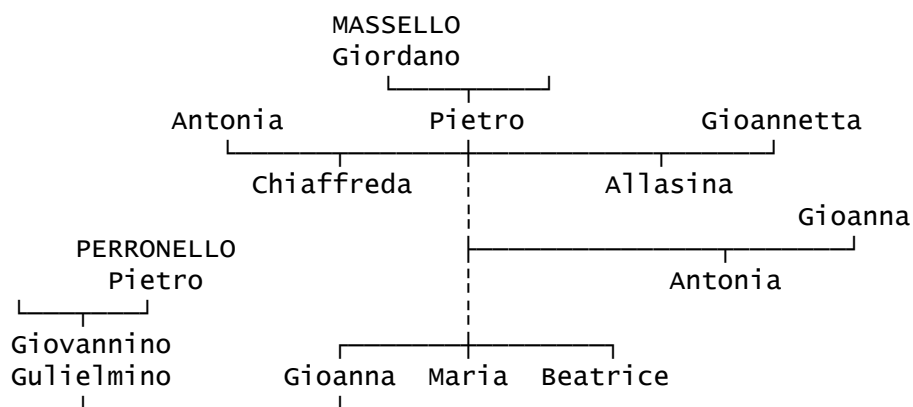 MASSELLO
Giordano
Antonia Pietro Gioannetta
Chiaffreda Allasina
Gioanna
PERRONELLO
Pietro Antonia
Giovannino
Gulielmino Gioanna Maria Beatrice